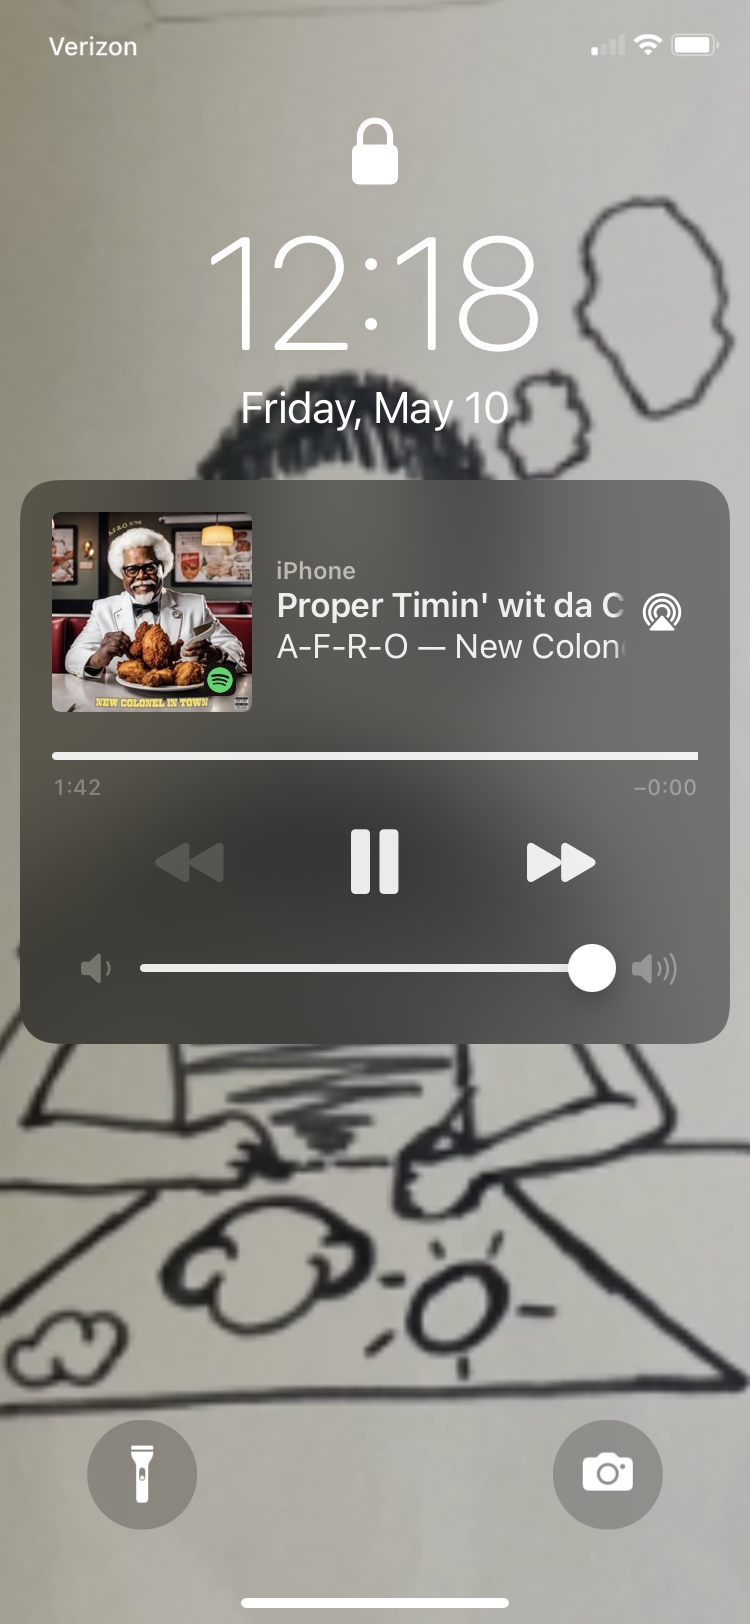 Verizon
12:18
Friday, May 10
A-F-R-O
NEW COLONEL IN TOWN
iPhone
Proper Timin' wit da C
A-F-R-O — New Colon
1:42
–0:00